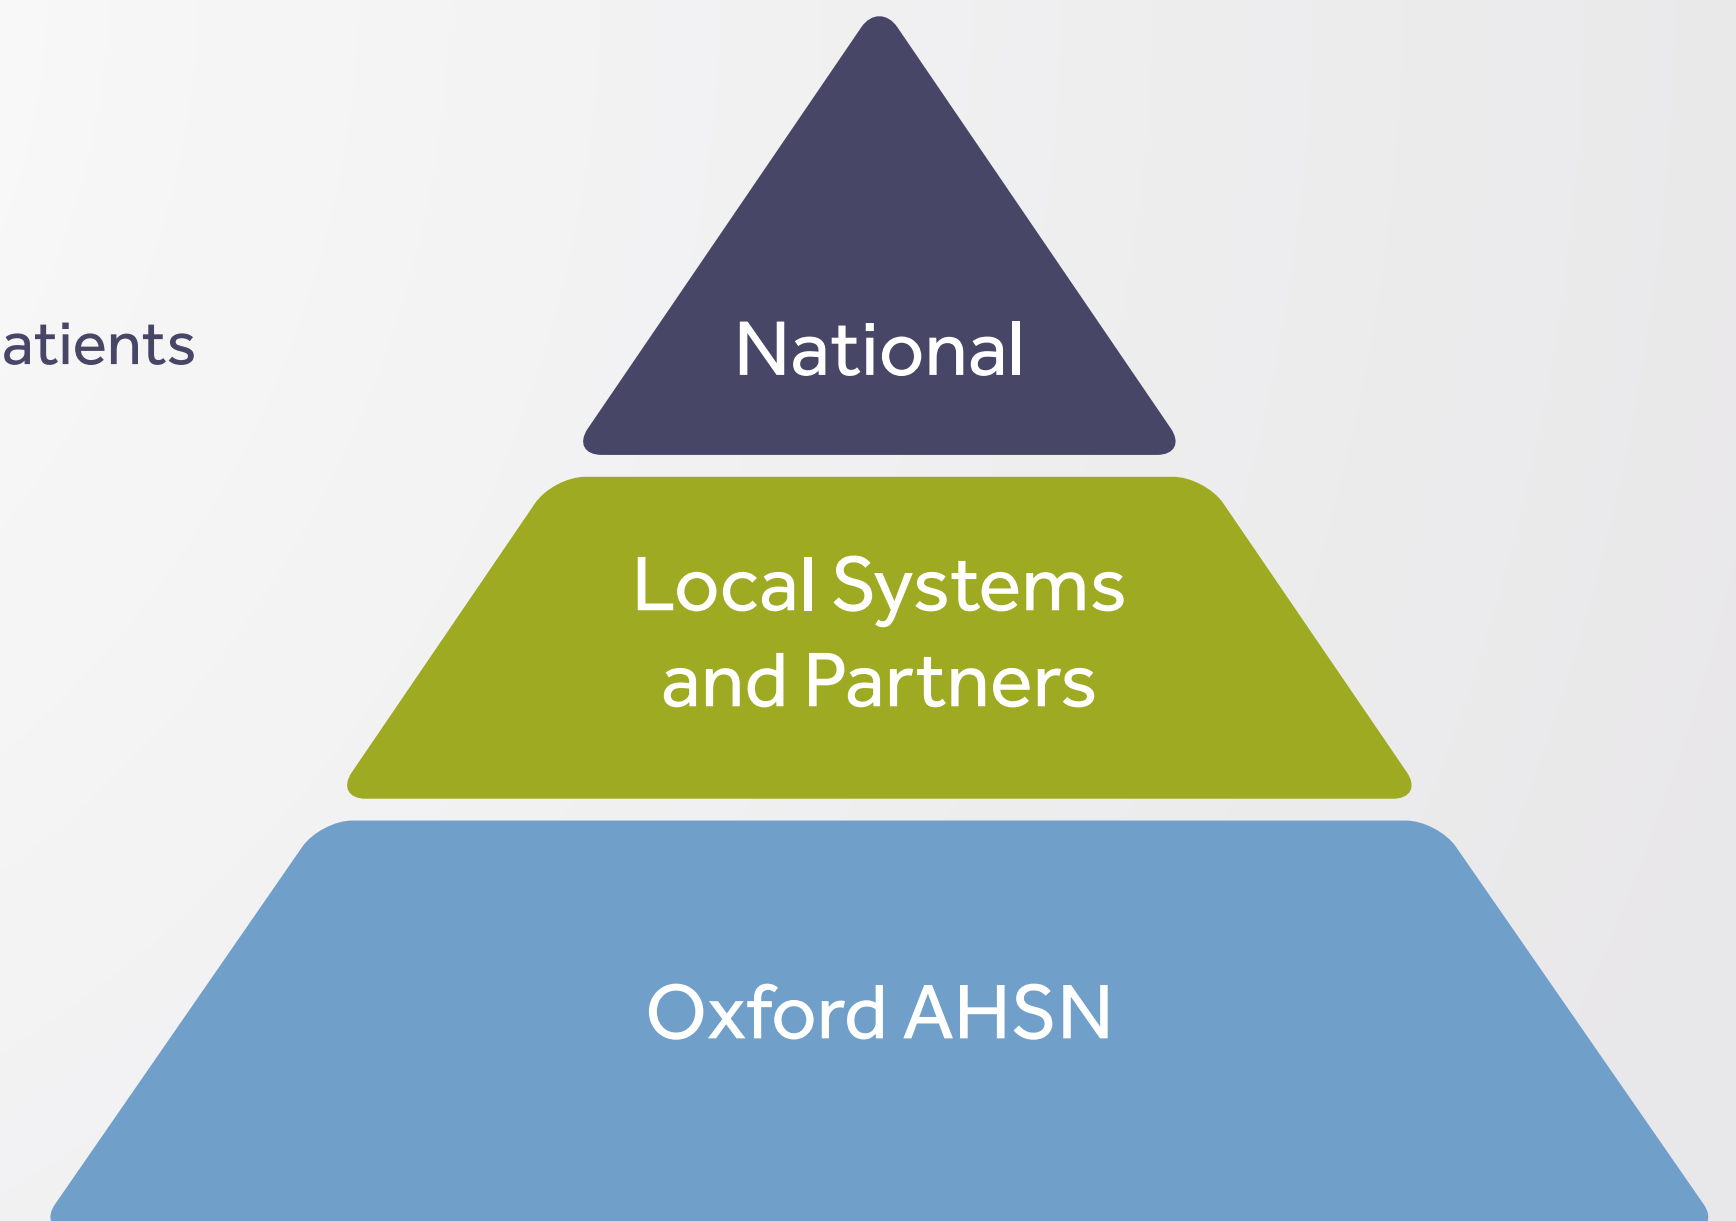 atients
National
Local Systems
and Partners
Oxford AHSN